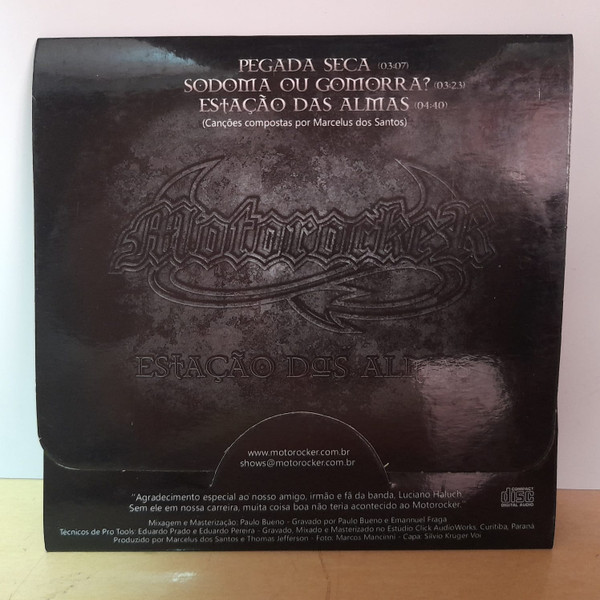 PEGADA SECA (03:07)
SODOMA OU GOMORRA? (03:23)
ESTAÇÃO DAS ALMAS (04:40)
(Canções compostas por Marcelus dos Santos)
Motorocker
ESTAÇÃO DAS
www.motorocker.com.br
shows@motorocker.com.br
"Agradecimento especial ao nosso amigo, irmão e fã da banda, Luciano Haluch.
Sem ele em nossa carreira, muita coisa boa não teria acontecido ao Motorocker."
COMPACT
disc
DIGITAL AUDIO
Mixagem e Masterização: Paulo Bueno - Gravado por Paulo Bueno e Emannuel Fraga
Técnicos de Pro Tools: Eduardo Prado e Eduardo Pereira - Gravado, Mixado e Masterizado no Estúdio Click AudioWorks, Curitiba, Paraná
Produzido por Marcelus dos Santos e Thomas Jefferson - Foto: Marcos Mancinni - Capa: Silvio Krüger Voi